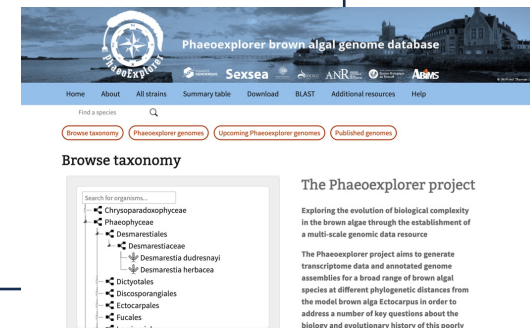 PhaeoExplorer
Phaeoexplorer brown algal genome database
Sexsea
ANR
ABiMS
Home About All strains Summary table Download BLAST Additional resources Help
Find a species
Browse taxonomy Phaeoexplorer genomes Upcoming Phaeoexplorer genomes Published genomes
Browse taxonomy
Search for organisms...
Chrysoparadoxophyceae
Phaeophyceae
Desmarestiales
Desmarestiaceae
Desmarestia dudresnayi
Desmarestia herbacea
Dictyotales
Discosporangiales
Ectocarpales
Fucales
The Phaeoexplorer project
Exploring the evolution of biological complexity
in the brown algae through the establishment of
a multi-scale genomic data resource
The Phaeoexplorer project aims to generate
transcriptome data and annotated genome
assemblies for a broad range of brown algal
species at different phylogenetic distances from
the model brown alga Ectocarpus in order to
address a number of key questions about the
biology and evolutionary history of this poorly